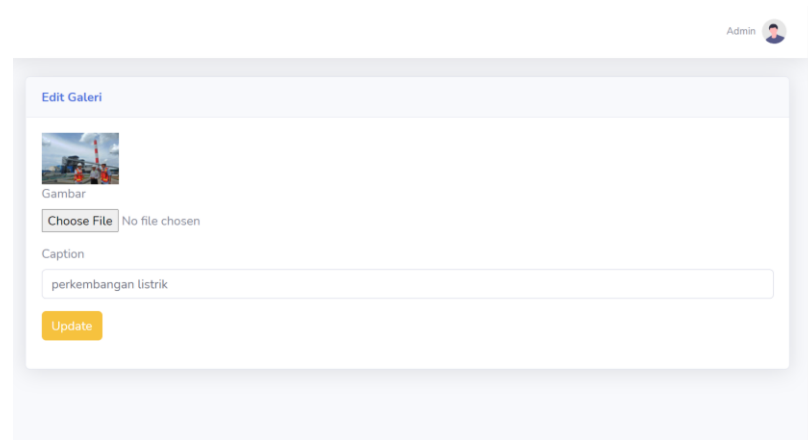 Admin
Edit Galeri
Gambar
Choose File No file chosen
Caption
perkembangan listrik
Update